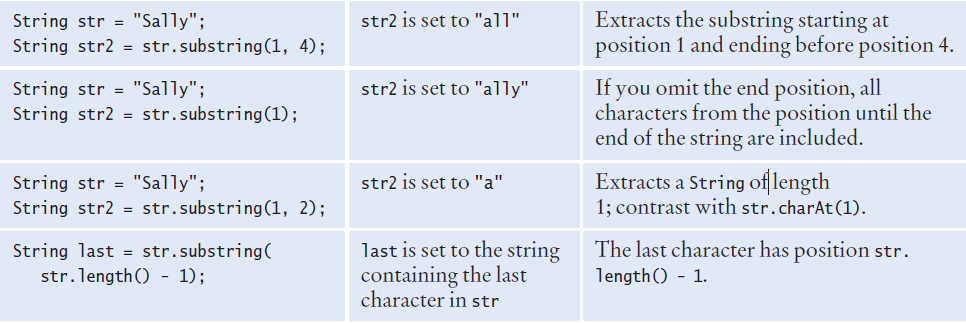 String str = "Sally";
String str2 = str.substring(1, 4);
str2 is set to "all"
Extracts the substring starting at
position 1 and ending before position 4.
String str = "Sally";
String str2 = str.substring(1);
str2 is set to "ally"
If you omit the end position, all
characters from the position until the
end of the string are included.
String str = "Sally";
String str2 = str.substring(1, 2);
str2 is set to "a"
Extracts a String of length
1; contrast with str.charAt(1).
String last = str.substring(
str.length() - 1);
last is set to the string
containing the last
character in str
The last character has position str.
length() - 1.